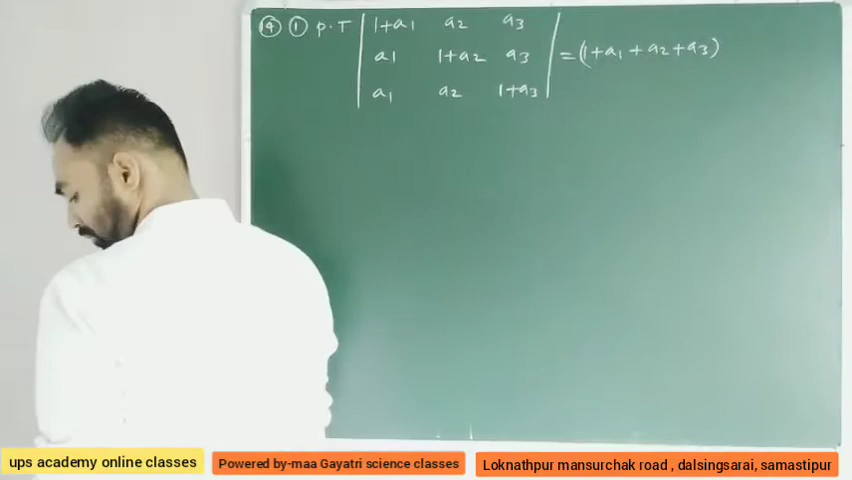 (19) (1) P.T | 1+a1 a2 a3 |
| a1 1+a2 a3 | = (1+a1+a2+a3)
| a1 a2 1+a3 |
ups academy online classes
Powered by-maa Gayatri science classes
Loknathpur mansurchak road , dalsingsarai, samastipur